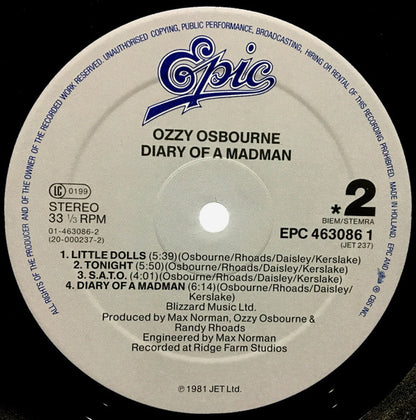 ALL RIGHTS OF THE PRODUCER AND OF THE OWNER OF THE RECORDED WORK RESERVED. UNAUTHORISED COPYING, PUBLIC PERFORMANCE, BROADCASTING, HIRING OR RENTAL OF THIS RECORDING PROHIBITED. MADE IN HOLLAND. EPIC AND
CBS INC.
Epic
OZZY OSBOURNE
DIARY OF A MADMAN
LC 0199
STEREO
33 1/3 RPM
01-463086-2
(20-000237-2)
*2
BIEM/STEMRA
EPC 463086 1
(JET 237)
1. LITTLE DOLLS (5:39)(Osbourne/Rhoads/Daisley/Kerslake)
2. TONIGHT (5:50)(Osbourne/Rhoads/Daisley/Kerslake)
3. S.A.T.O. (4:01)(Osbourne/Rhoads/Daisley/Kerslake)
4. DIARY OF A MADMAN (6:14)(Osbourne/Rhoads/Daisley/
Kerslake)
Blizzard Music Ltd.
Produced by Max Norman, Ozzy Osbourne &
Randy Rhoads
Engineered by Max Norman
Recorded at Ridge Farm Studios
℗ 1981 JET Ltd.